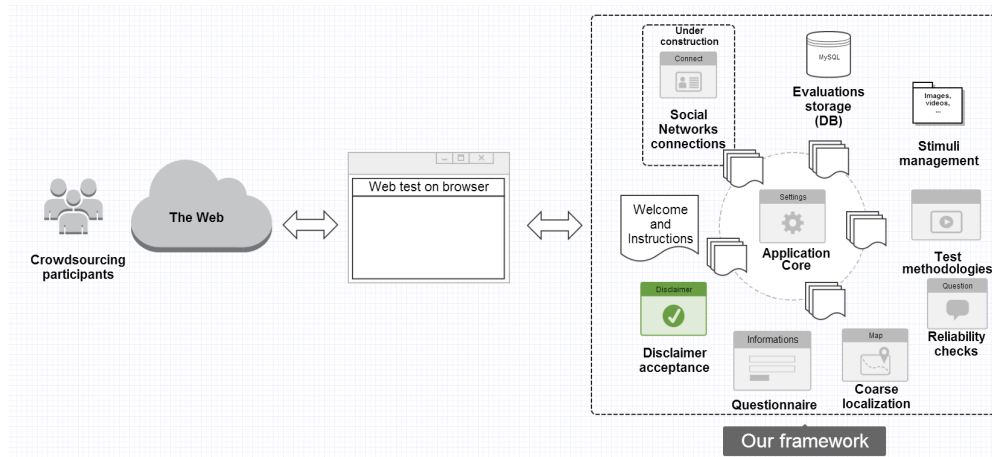 Crowdsourcing
participants
The Web
Web test on browser
Under
construction
Connect
Social
Networks
connections
MySQL
Evaluations
storage
(DB)
Images,
videos,
...
Stimuli
management
Welcome
and
Instructions
Settings
Application
Core
Test
methodologies
Disclaimer
Disclaimer
acceptance
Informations
Questionnaire
Map
Coarse
localization
Question
Reliability
checks
Our framework